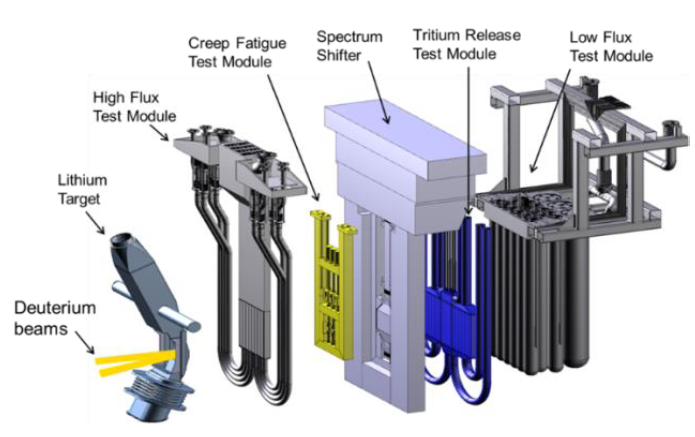 Creep Fatigue
Test Module
Spectrum
Shifter
Tritium Release
Test Module
Low Flux
Test Module
High Flux
Test Module
Lithium
Target
Deuterium
beams